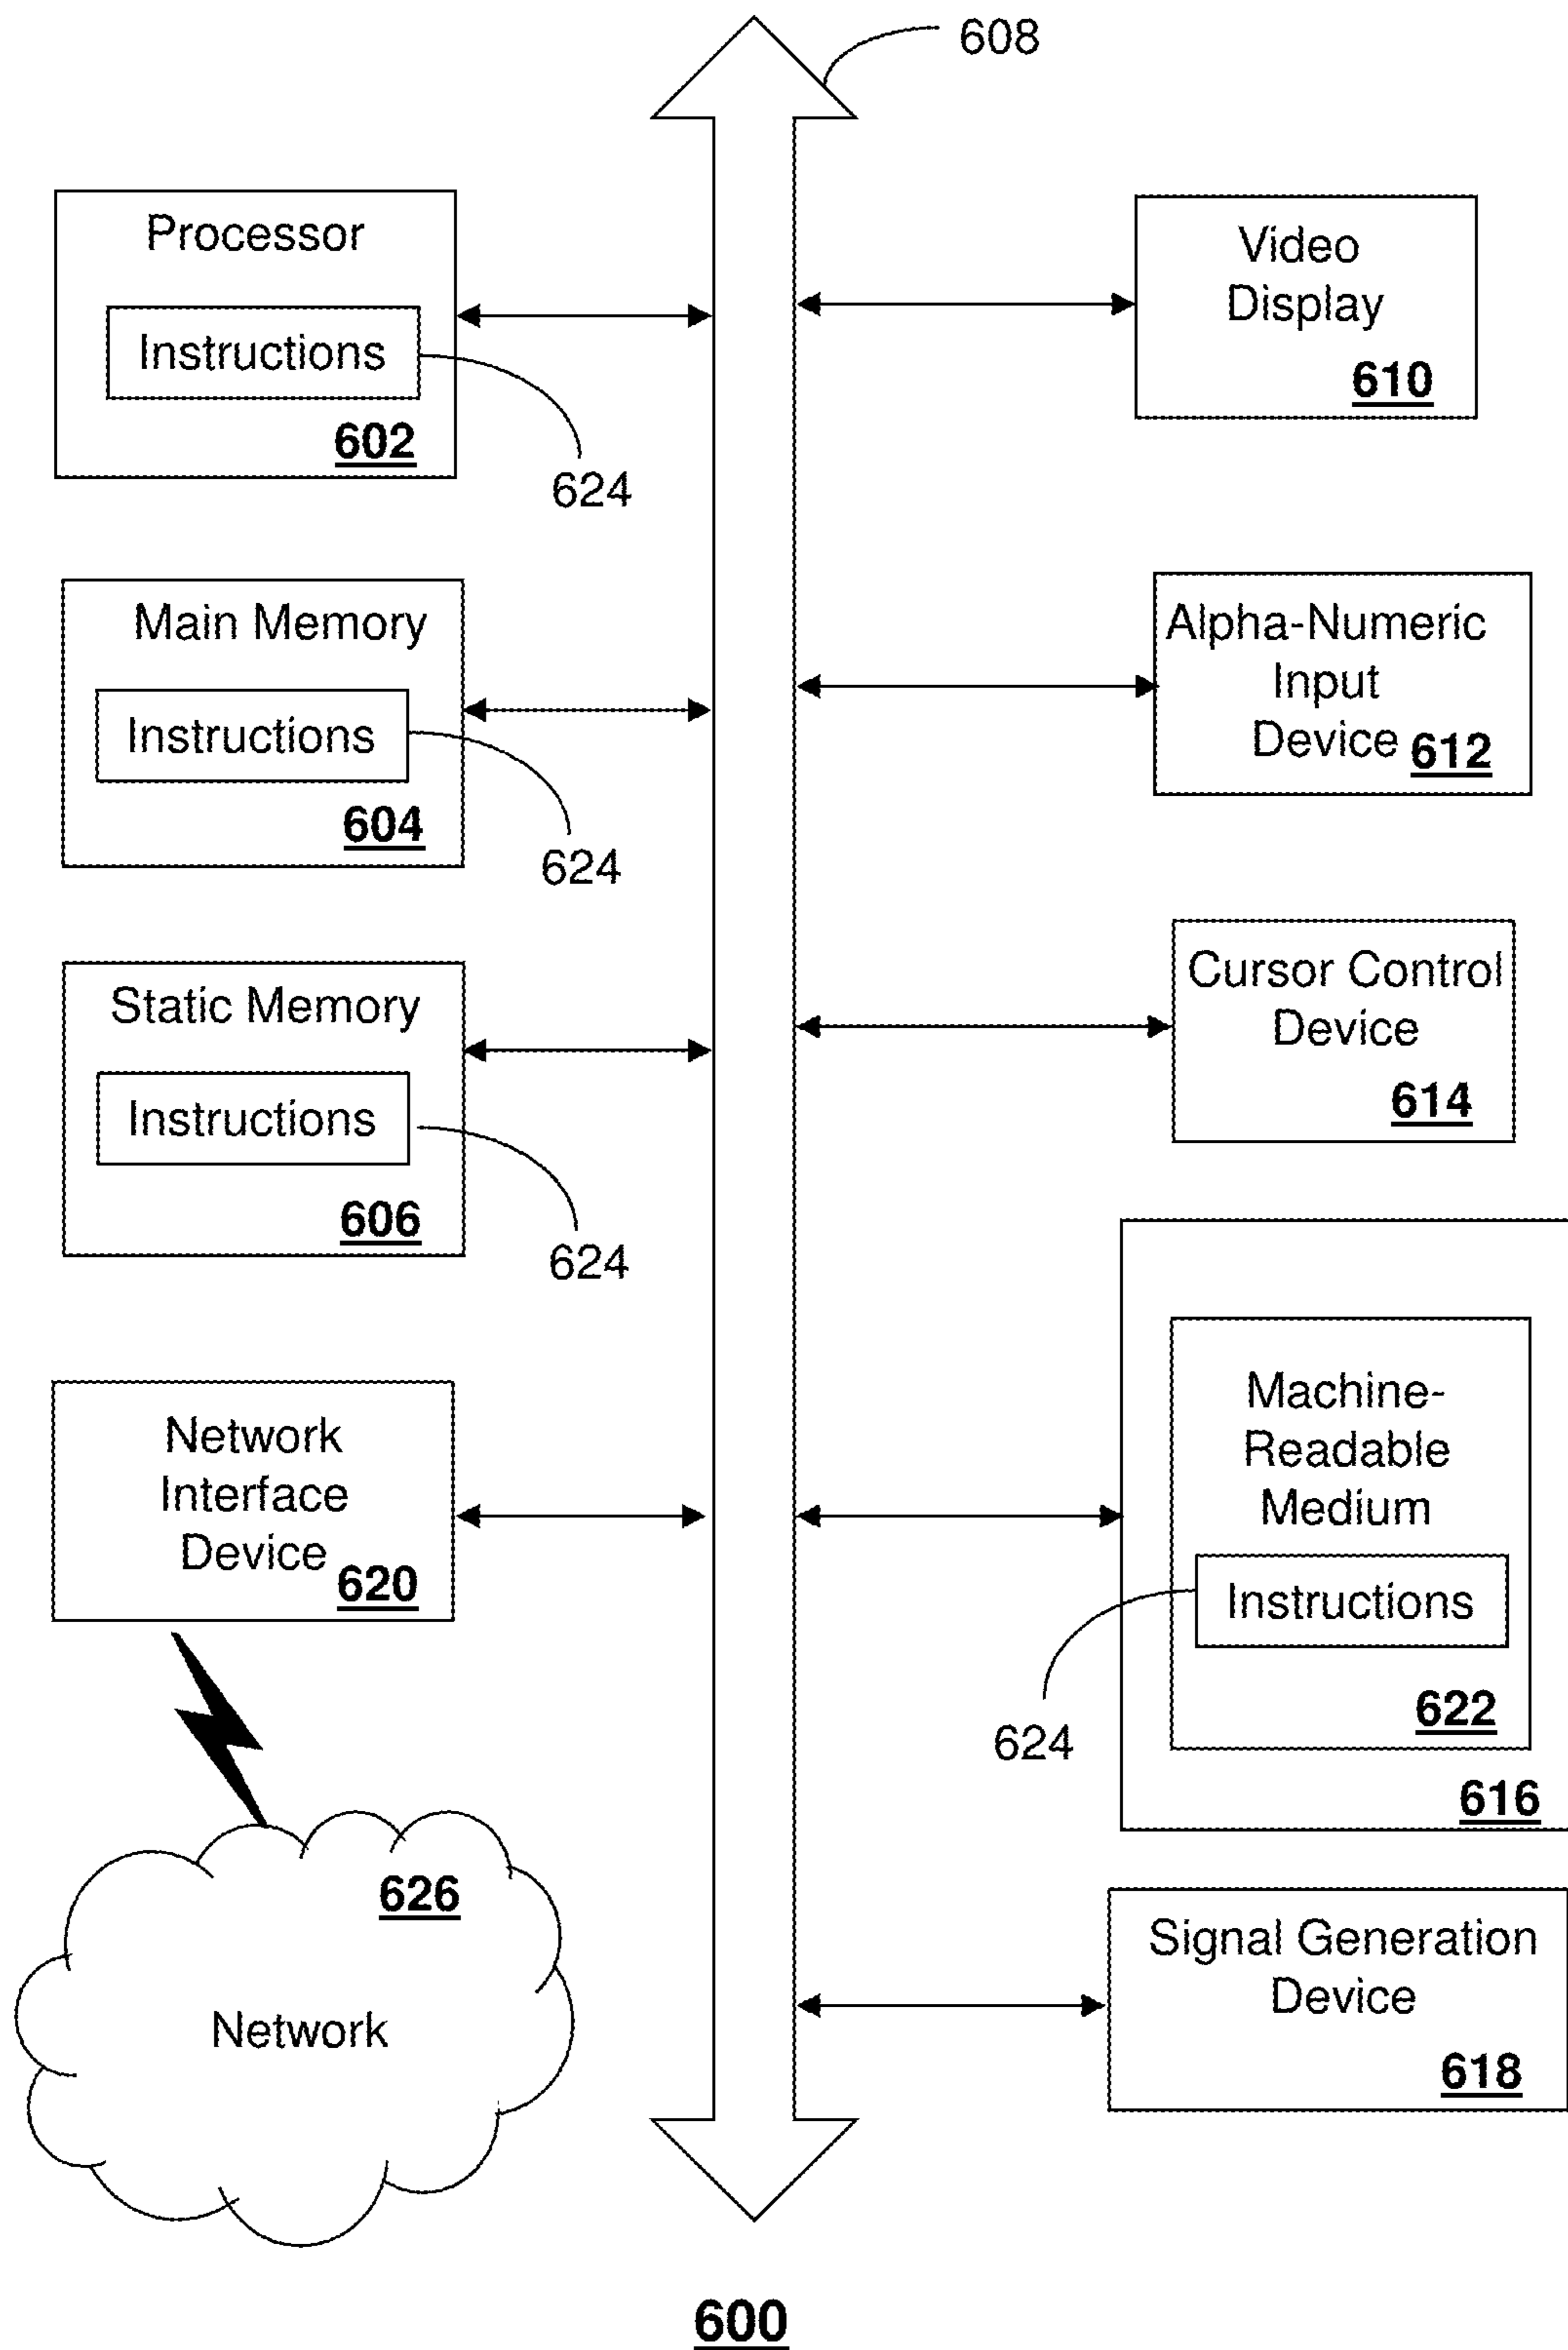 608
Processor
Instructions
602
624
Main Memory
Instructions
604
624
Static Memory
Instructions
606
624
Network
Interface
Device
620
626
Network
Video
Display
610
Alpha-Numeric
Input
Device 612
Cursor Control
Device
614
Machine-
Readable
Medium
Instructions
624
622
616
Signal Generation
Device
618
600